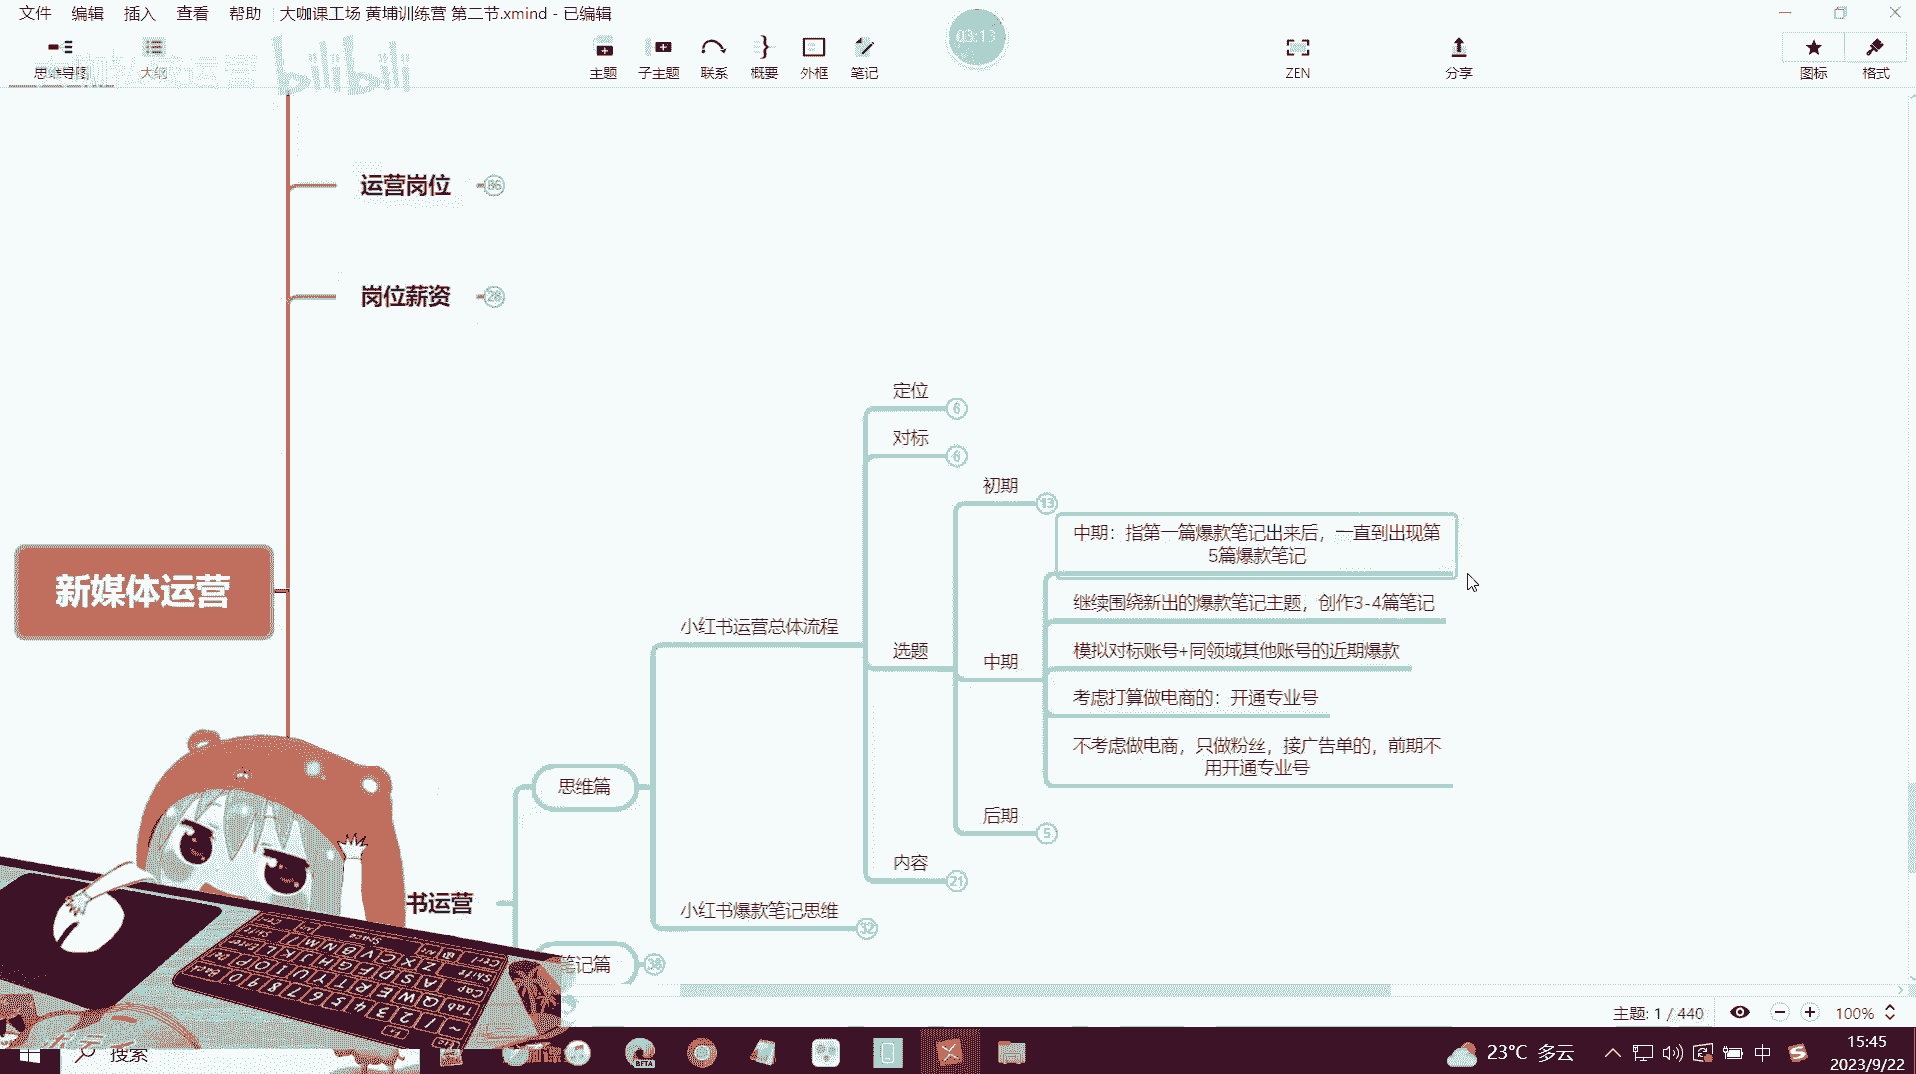 文件 编辑 插入 查看 帮助 大咖课工场 黄埔训练营 第二节.xmind - 已编辑
03:13
思维导图 大纲 主题 子主题 联系 概要 外框 笔记 ZEN 分享 图标 格式
bilibili
运营岗位 86
岗位薪资 28
定位 6
对标 6
初期 13
中期：指第一篇爆款笔记出来后，一直到出现第
5篇爆款笔记
继续围绕新出的爆款笔记主题，创作3-4篇笔记
新媒体运营
小红书运营总体流程
选题
中期
模拟对标账号+同领域其他账号的近期爆款
考虑打算做电商的：开通专业号
不考虑做电商，只做粉丝，接广告单的，前期不
用开通专业号
思维篇
后期 5
内容 21
书运营
小红书爆款笔记思维 32
笔记篇 38
主题: 1 / 440 100%
搜索
23°C 多云
中
15:45
2023/9/22